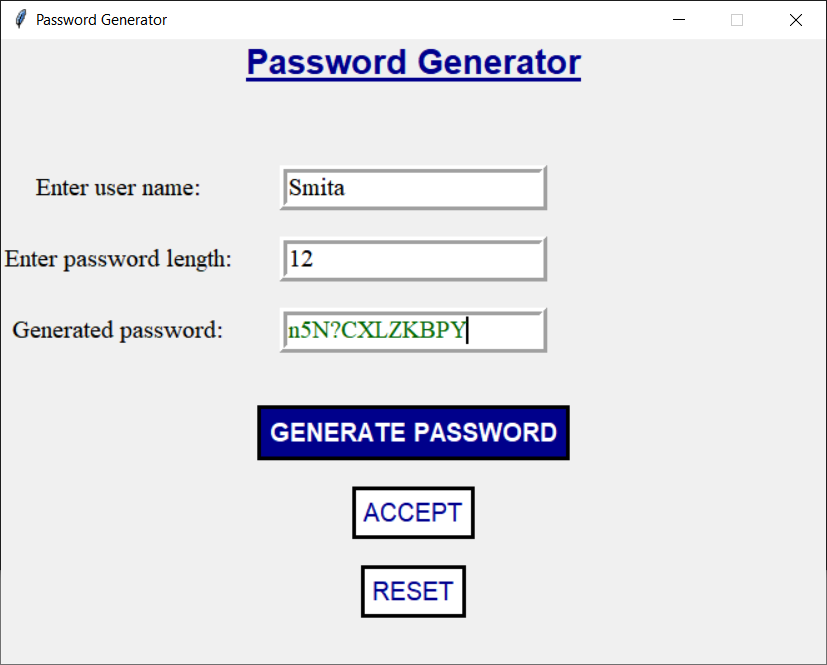 Password Generator
Password Generator
Enter user name: Smita
Enter password length: 12
Generated password: n5N?CXLZKBPY
GENERATE PASSWORD
ACCEPT
RESET